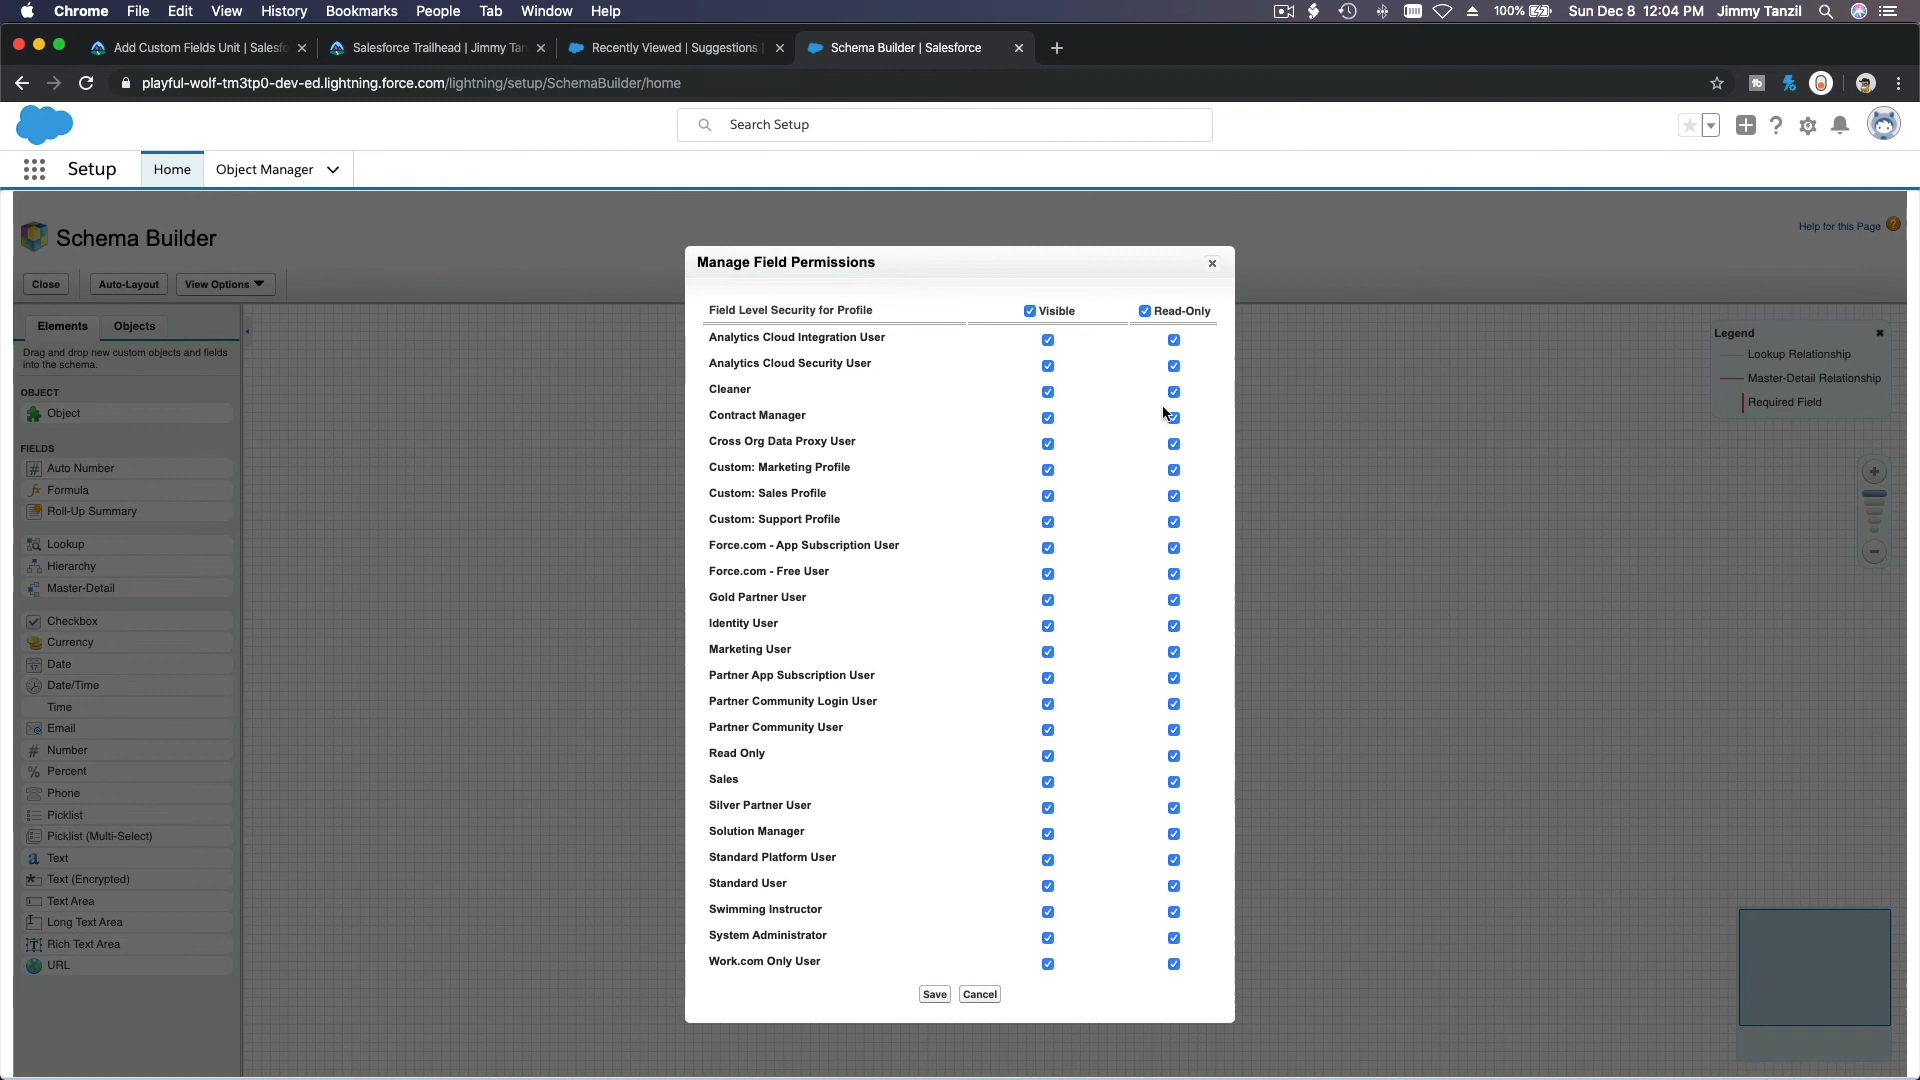 Chrome File Edit View History Bookmarks People Tab Window Help 100% Sun Dec 8 12:04 PM Jimmy Tanzil
Add Custom Fields Unit | Salesfo
Salesforce Trailhead | Jimmy Tan
Recently Viewed | Suggestions |
Schema Builder | Salesforce
playful-wolf-tm3tp0-dev-ed.lightning.force.com/lightning/setup/SchemaBuilder/home
Search Setup
Setup Home Object Manager
Schema Builder
Help for this Page
Close Auto-Layout View Options
Elements Objects
Drag and drop new custom objects and fields
into the schema.
OBJECT
Object
FIELDS
Auto Number
Formula
Roll-Up Summary
Lookup
Hierarchy
Master-Detail
Checkbox
Currency
Date
Date/Time
Time
Email
Number
Percent
Phone
Picklist
Picklist (Multi-Select)
Text
Text (Encrypted)
Text Area
Long Text Area
Rich Text Area
URL
Manage Field Permissions
Field Level Security for Profile Visible Read-Only
Analytics Cloud Integration User
Analytics Cloud Security User
Cleaner
Contract Manager
Cross Org Data Proxy User
Custom: Marketing Profile
Custom: Sales Profile
Custom: Support Profile
Force.com - App Subscription User
Force.com - Free User
Gold Partner User
Identity User
Marketing User
Partner App Subscription User
Partner Community Login User
Partner Community User
Read Only
Sales
Silver Partner User
Solution Manager
Standard Platform User
Standard User
Swimming Instructor
System Administrator
Work.com Only User
Save Cancel
Legend
Lookup Relationship
Master-Detail Relationship
Required Field